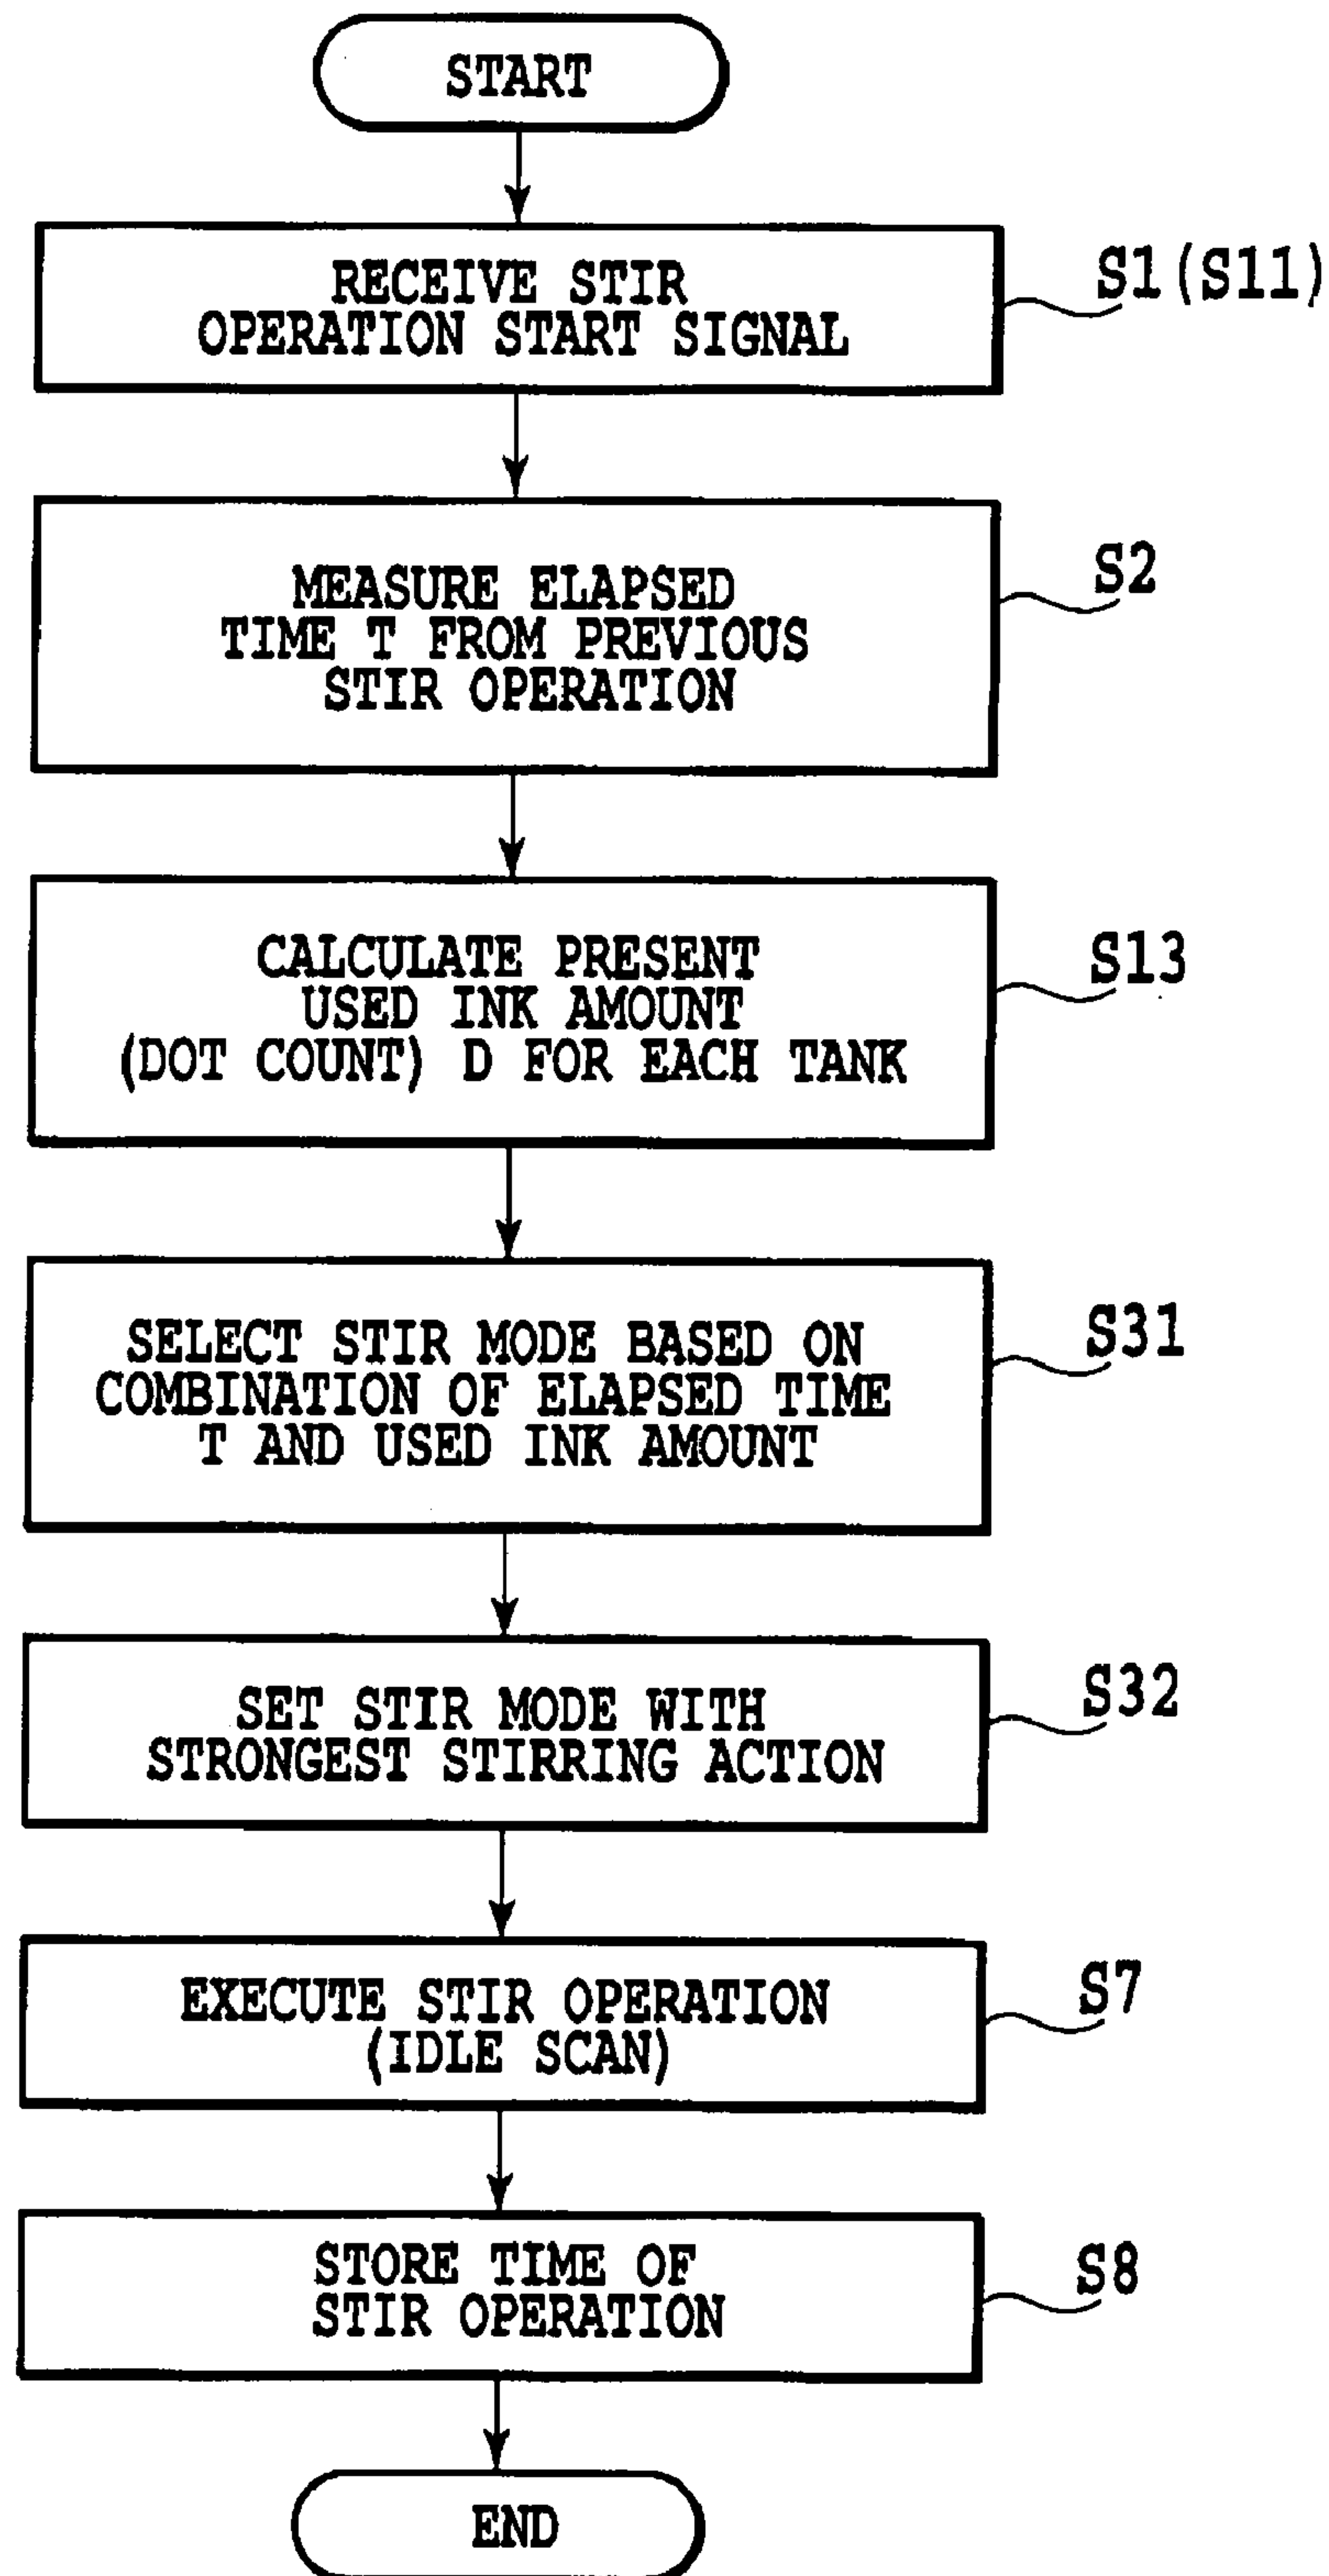 START
RECEIVE STIR
OPERATION START SIGNAL
S1(S11)
MEASURE ELAPSED
TIME T FROM PREVIOUS
STIR OPERATION
S2
CALCULATE PRESENT
USED INK AMOUNT
(DOT COUNT) D FOR EACH TANK
S13
SELECT STIR MODE BASED ON
COMBINATION OF ELAPSED TIME
T AND USED INK AMOUNT
S31
SET STIR MODE WITH
STRONGEST STIRRING ACTION
S32
EXECUTE STIR OPERATION
(IDLE SCAN)
S7
STORE TIME OF
STIR OPERATION
S8
END